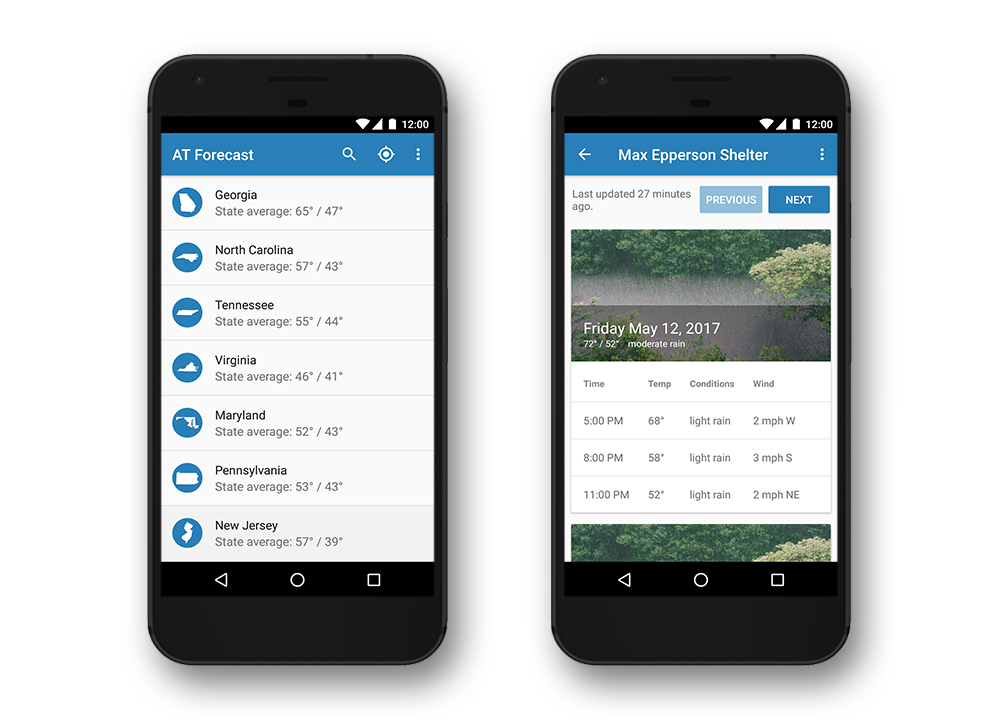 12:00
AT Forecast
Georgia
State average: 65° / 47°
North Carolina
State average: 57° / 43°
Tennessee
State average: 55° / 44°
Virginia
State average: 46° / 41°
Maryland
State average: 52° / 43°
Pennsylvania
State average: 53° / 43°
New Jersey
State average: 57° / 39°
12:00
Max Epperson Shelter
Last updated 27 minutes
ago.
PREVIOUS NEXT
Friday May 12, 2017
72° / 52° moderate rain
Time Temp Conditions Wind
5:00 PM 68° light rain 2 mph W
8:00 PM 58° light rain 3 mph S
11:00 PM 52° light rain 2 mph NE